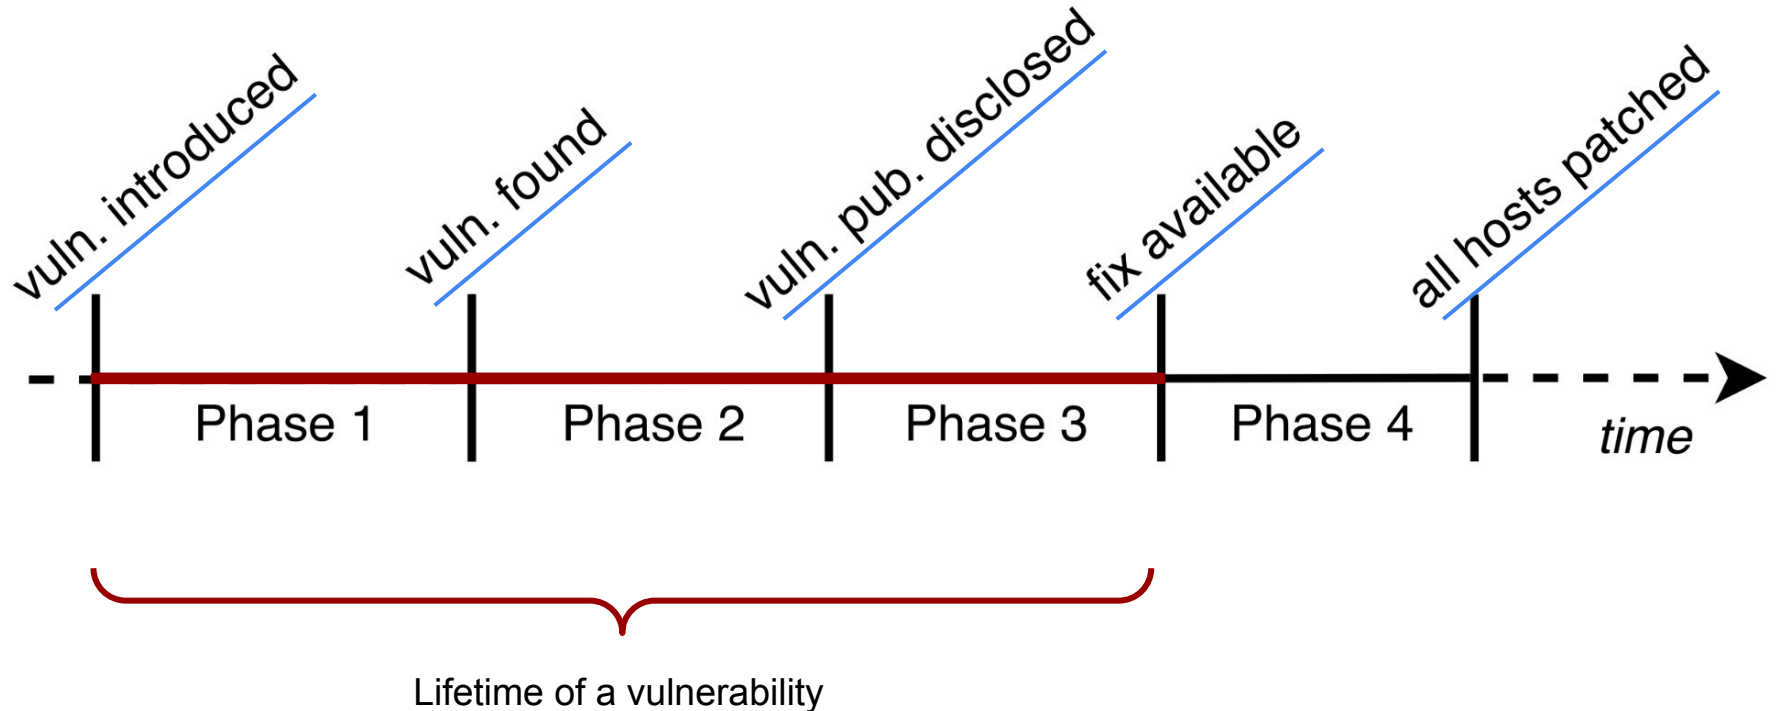 vuln. introduced
vuln. found
vuln. pub. disclosed
fix available
all hosts patched
Phase 1
Phase 2
Phase 3
Phase 4
time
Lifetime of a vulnerability